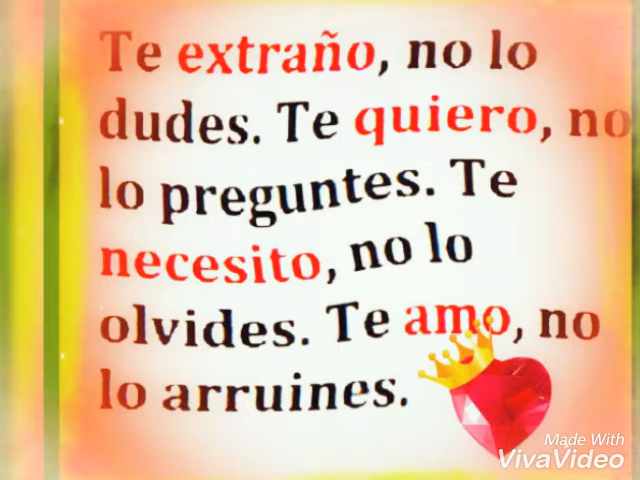 Te extraño, no lo
dudes. Te quiero, no
lo preguntes. Te
necesito, no lo
olvides. Te amo, no
lo arruines.
Made With
VivaVideo